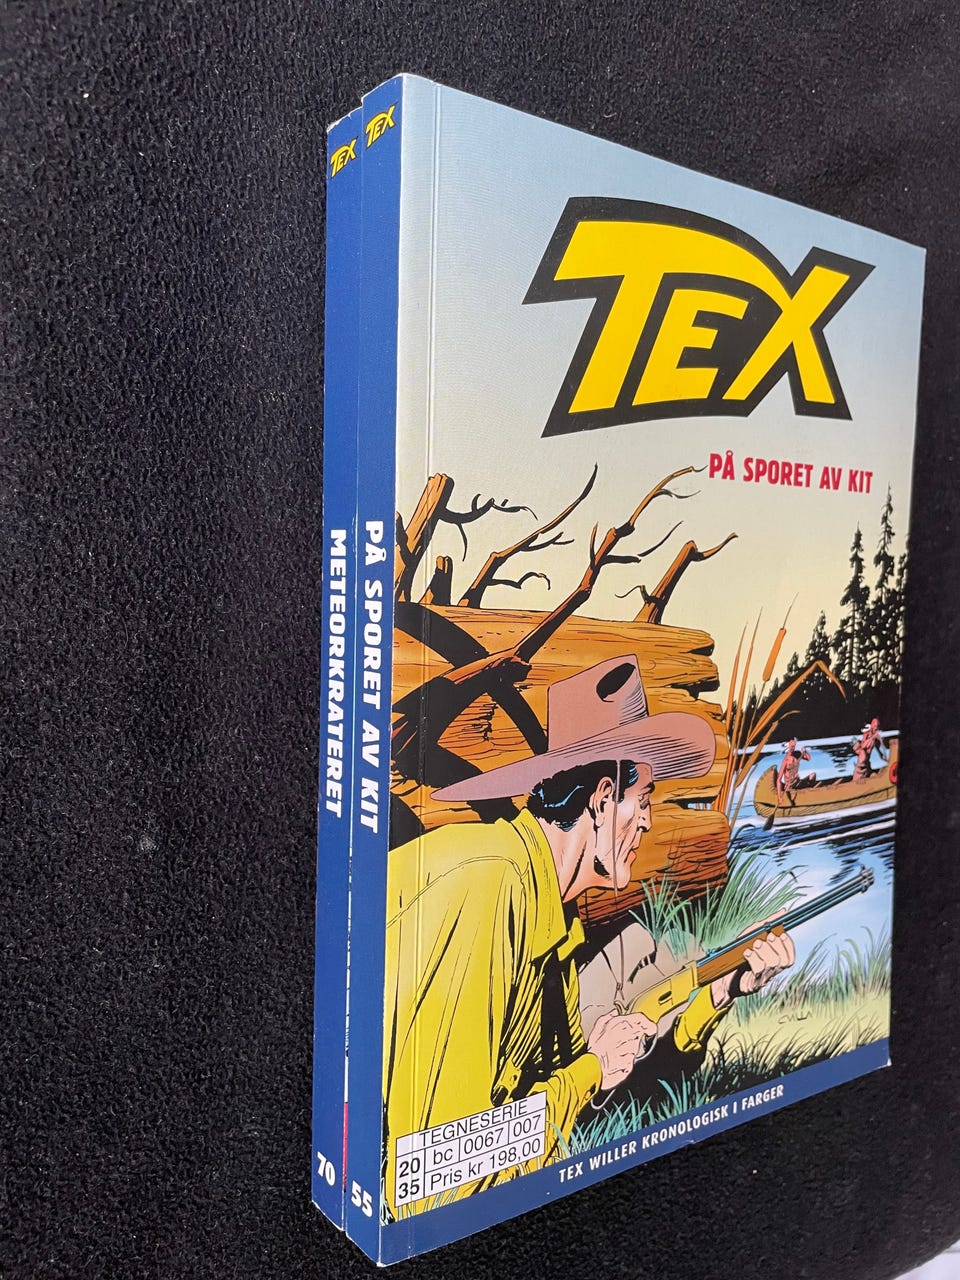 TEX
METEORKRATERET
70
TEX
PÅ SPORET AV KIT
55
TEX
PÅ SPORET AV KIT
CVILLA
TEGNESERIE
20 bc 0067 007
35 Pris kr 198,00
TEX WILLER KRONOLOGISK I FARGER